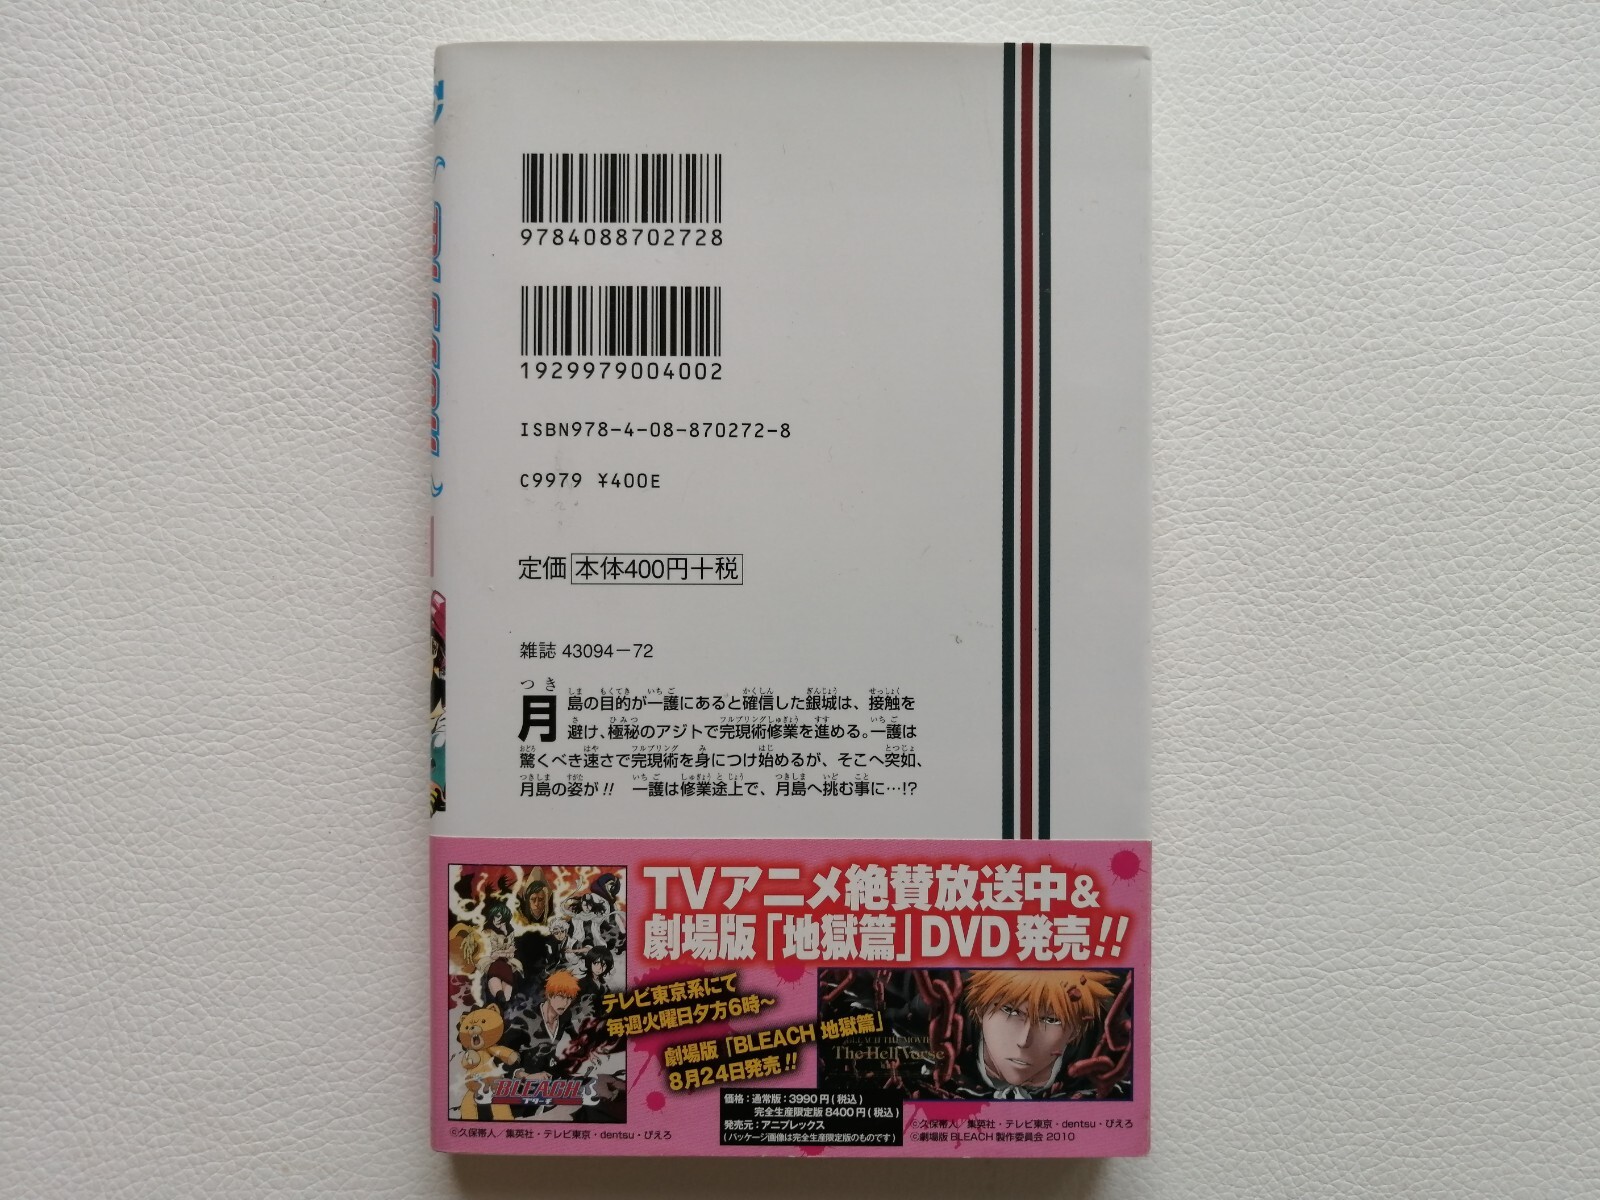 BLEACH
9784088702728
1929979004002
ISBN978-4-08-870272-8
C9979 ¥400E
定価 本体400円+税
雑誌 43094-72
月島の目的が一護にあると確信した銀城は、接触を
避け、極秘のアジトで完現術修業を進める。一護は
驚くべき速さで完現術を身につけ始めるが、そこへ突如、
月島の姿が!! 一護は修業途上で、月島へ挑む事に…!?
TVアニメ絶賛放送中&
劇場版「地獄篇」DVD発売!!
テレビ東京系にて
毎週火曜日夕方6時~
劇場版「BLEACH 地獄篇」
8月24日発売!!
BLEACH THE MOVIE
The Hell Verse
BLEACH
ブリーチ
価格:通常版:3990円(税込)
完全生産限定版8400円(税込)
発売元:アニプレックス
(パッケージ画像は完全生産限定版のものです)
©久保帯人/集英社・テレビ東京・dentsu・ぴえろ
©久保帯人/集英社・テレビ東京・dentsu・ぴえろ
©劇場版BLEACH製作委員会 2010